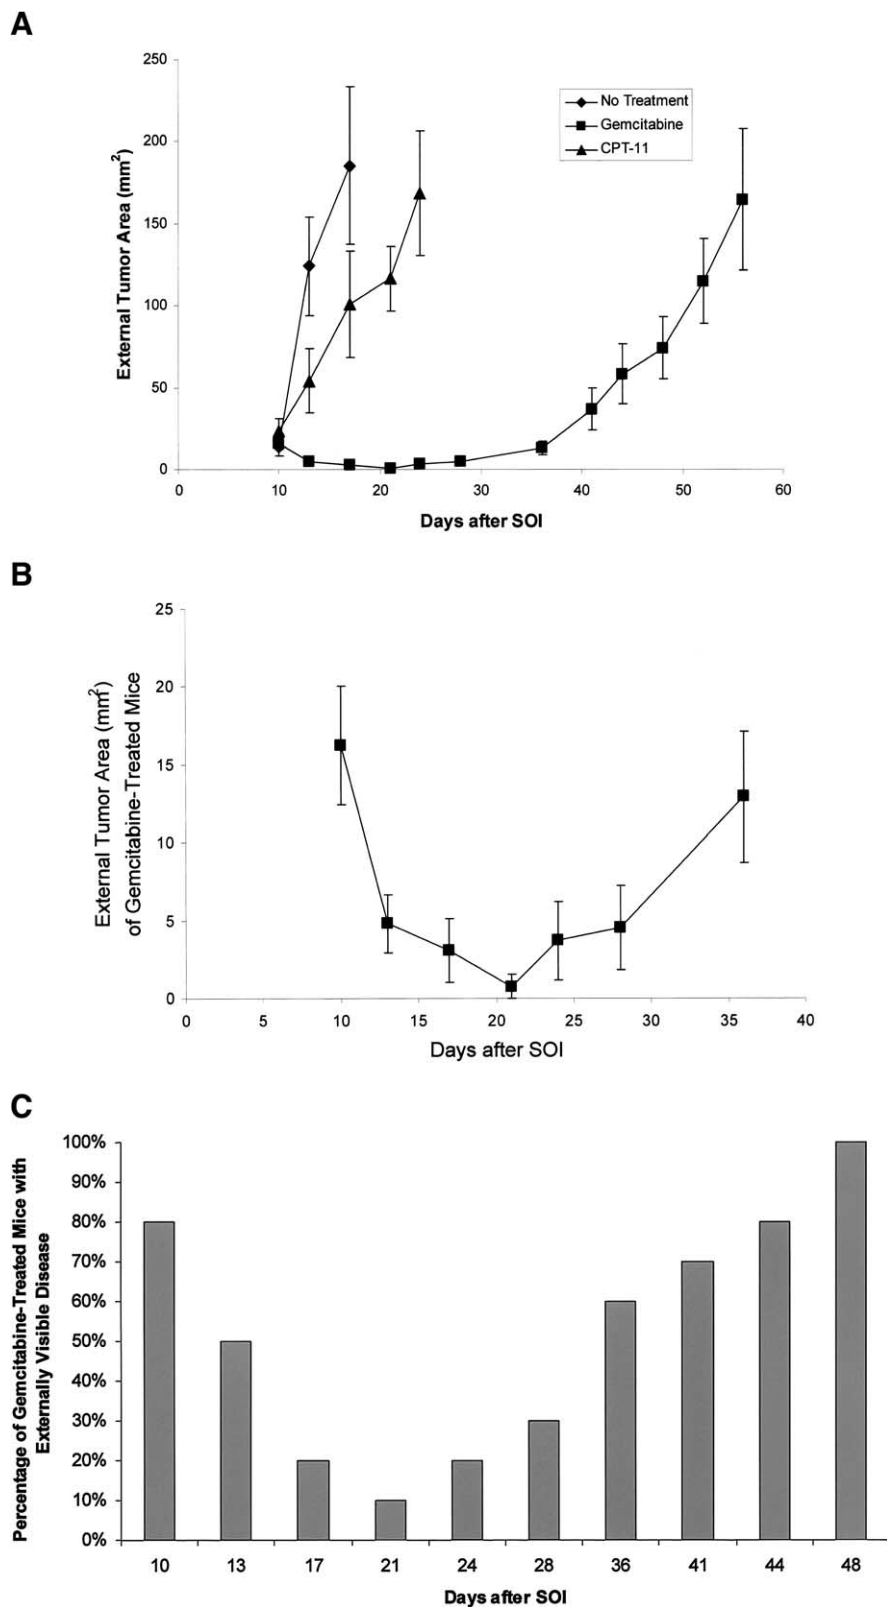 A
250
200
150
100
50
0
External Tumor Area (mm²)
No Treatment
Gemcitabine
CPT-11
0 10 20 30 40 50 60
Days after SOI
B
25
20
15
10
5
0
External Tumor Area (mm²)
of Gemcitabine-Treated Mice
0 5 10 15 20 25 30 35 40
Days after SOI
C
100%
90%
80%
70%
60%
50%
40%
30%
20%
10%
0%
Percentage of Gemcitabine-Treated Mice with
Externally Visible Disease
10 13 17 21 24 28 36 41 44 48
Days after SOI